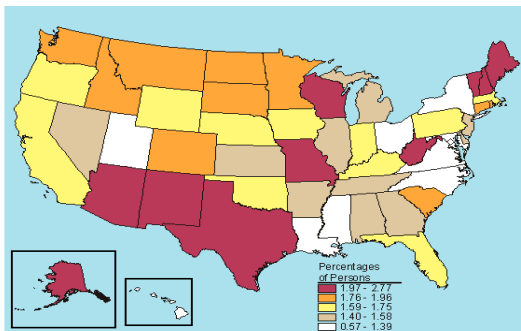 Percentages
of Persons
1.97 - 2.77
1.76 - 1.96
1.59 - 1.75
1.40 - 1.58
0.57 - 1.39